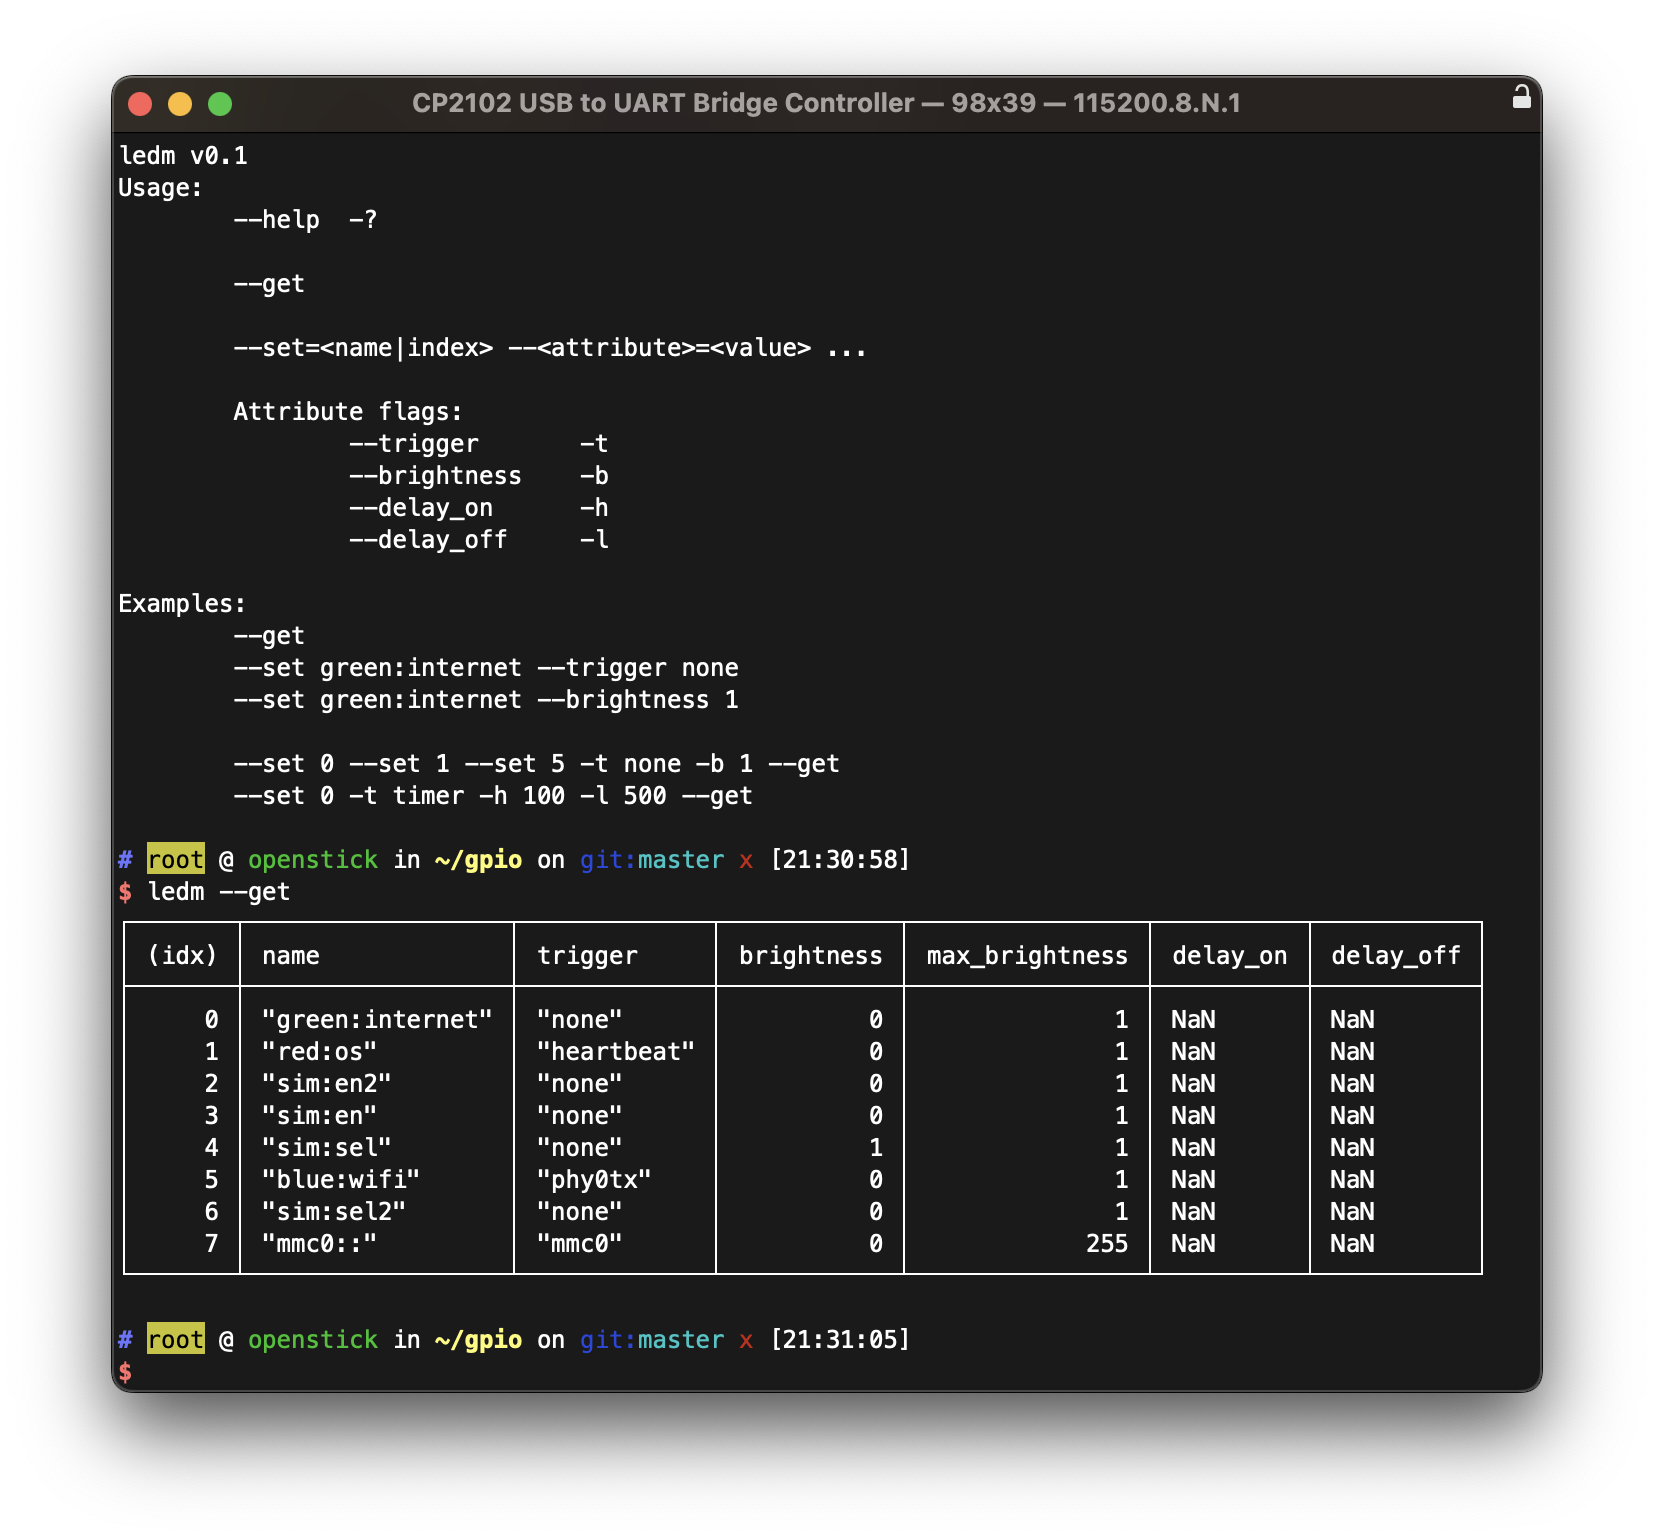 CP2102 USB to UART Bridge Controller — 98x39 — 115200.8.N.1
ledm v0.1
Usage:
--help -?
--get
--set=<name|index> --<attribute>=<value> ...
Attribute flags:
--trigger -t
--brightness -b
--delay_on -h
--delay_off -l
Examples:
--get
--set green:internet --trigger none
--set green:internet --brightness 1
--set 0 --set 1 --set 5 -t none -b 1 --get
--set 0 -t timer -h 100 -l 500 --get
# root @ openstick in ~/gpio on git:master x [21:30:58]
$ ledm --get
(idx) name trigger brightness max_brightness delay_on delay_off
0 "green:internet" "none" 0 1 NaN NaN
1 "red:os" "heartbeat" 0 1 NaN NaN
2 "sim:en2" "none" 0 1 NaN NaN
3 "sim:en" "none" 0 1 NaN NaN
4 "sim:sel" "none" 1 1 NaN NaN
5 "blue:wifi" "phy0tx" 0 1 NaN NaN
6 "sim:sel2" "none" 0 1 NaN NaN
7 "mmc0::" "mmc0" 0 255 NaN NaN
# root @ openstick in ~/gpio on git:master x [21:31:05]
$